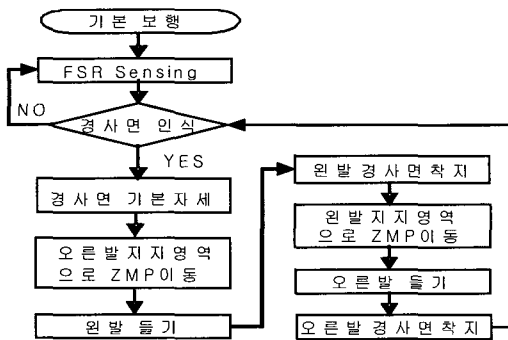 기본 보행
FSR Sensing
NO
경사면 인식
YES
경사면 기본자세
오른발지지영역
으로 ZMP이동
왼발 들기
왼발경사면착지
왼발지지영역
으로 ZMP이동
오른발 들기
오른발경사면착지